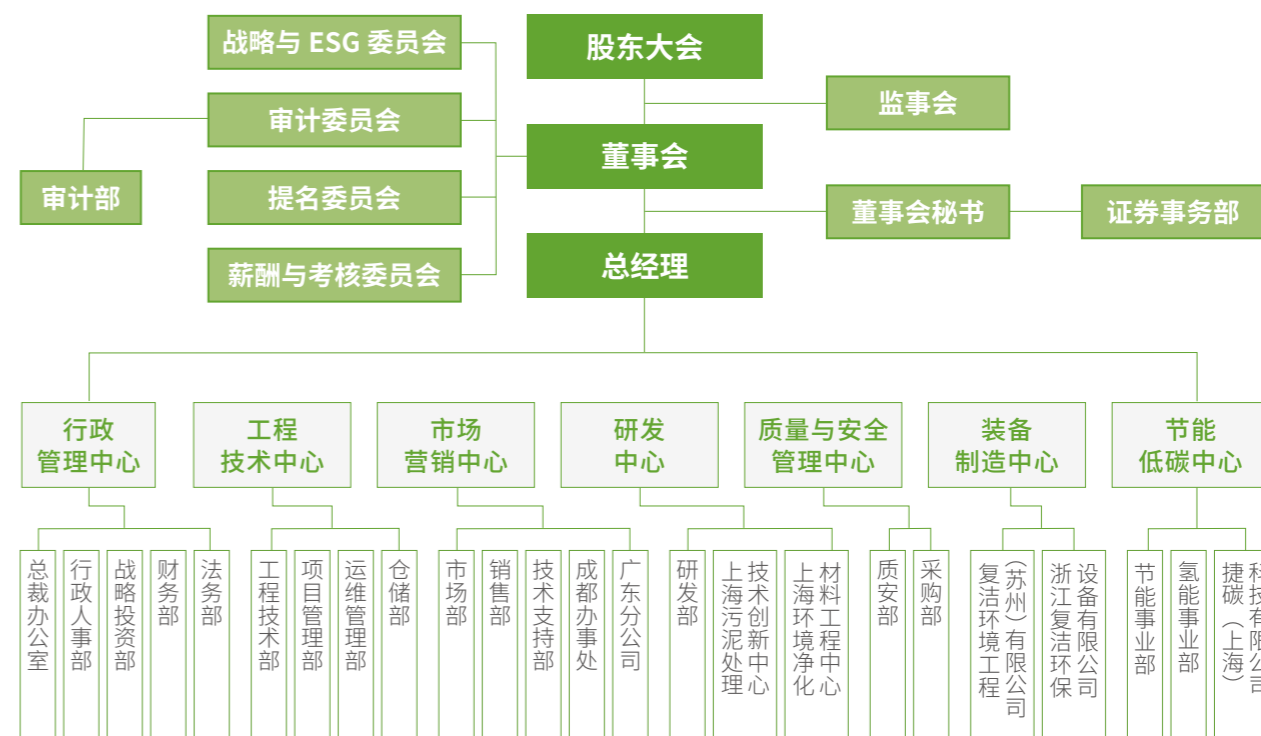 战略与 ESG 委员会
股东大会
监事会
审计委员会
董事会
审计部
提名委员会
董事会秘书
证券事务部
薪酬与考核委员会
总经理
行政
管理中心
工程
技术中心
市场
营销中心
研发
中心
质量与安全
管理中心
装备
制造中心
节能
低碳中心
总裁办公室
行政人事部
战略投资部
财务部
法务部
工程技术部
项目管理部
运维管理部
仓储部
市场部
销售部
技术支持部
成都办事处
广东分公司
研发部
上海污泥处理
技术创新中心
上海环境净化
材料工程中心
质安部
采购部
复洁环境工程
（苏州）有限公司
浙江复洁环保
设备有限公司
节能事业部
氢能事业部
捷碳（上海）
科技有限公司